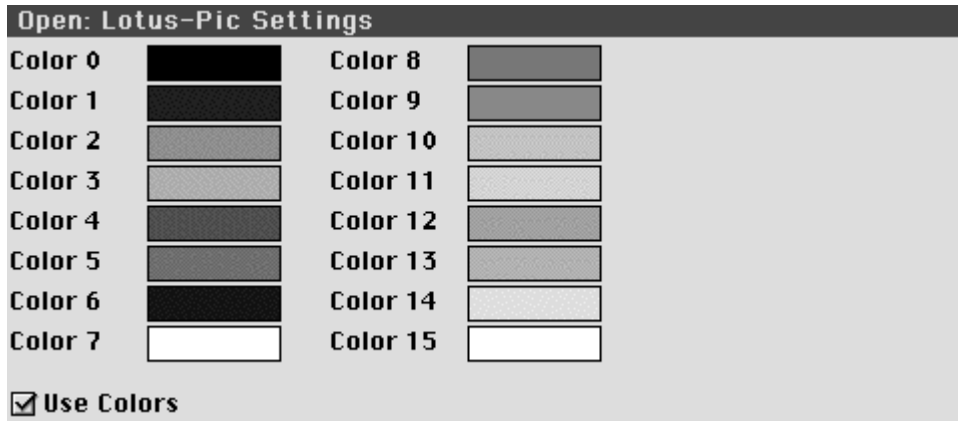 Open: Lotus-Pic Settings
Color 0 Color 8
Color 1 Color 9
Color 2 Color 10
Color 3 Color 11
Color 4 Color 12
Color 5 Color 13
Color 6 Color 14
Color 7 Color 15
Use Colors